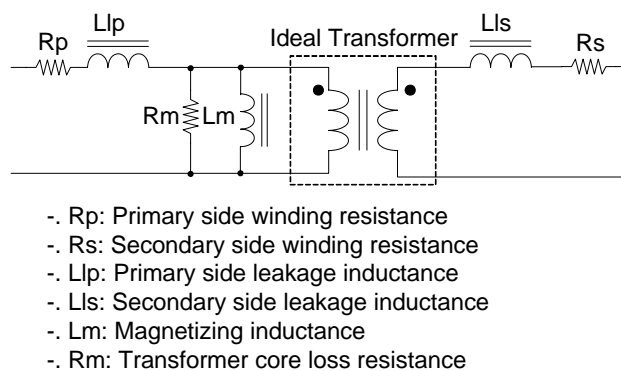 Llp
Lls
Rp
Ideal Transformer
Rs
Rm
Lm
-. Rp: Primary side winding resistance
-. Rs: Secondary side winding resistance
-. Llp: Primary side leakage inductance
-. Lls: Secondary side leakage inductance
-. Lm: Magnetizing inductance
-. Rm: Transformer core loss resistance